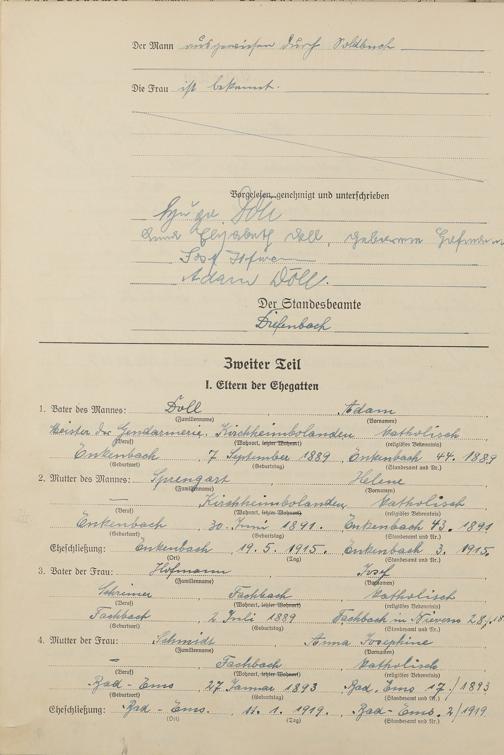 Der Mann ausgewiesen durch Soldbuch
Die Frau ist bekannt.
Vorgelesen, genehmigt und unterschrieben
Hugo Doll
Anna Elisabeth Doll, geborene Hofmann
Josef Hofmann
Adam Doll.
Der Standesbeamte
Diefenbach
Zweiter Teil
I. Eltern der Ehegatten
1. Vater des Mannes: Doll Adam
(Familienname) (Vornamen)
Meister der Gendarmerie, Kirchheimbolanden, katholisch
(Beruf) (Wohnort, letzter Wohnort) (religiöses Bekenntnis)
Enkenbach 7. September 1889, Enkenbach 44. 1889
(Geburtsort) (Geburtstag) (Standesamt und Nr.)
2. Mutter des Mannes: Sprengart Helene
(Familienname) (Vornamen)
— Kirchheimbolanden, katholisch
(Beruf) (Wohnort, letzter Wohnort) (religiöses Bekenntnis)
Enkenbach 30. Juni 1891. Enkenbach 43. 1891
(Geburtsort) (Geburtstag) (Standesamt und Nr.)
Eheschließung: Enkenbach, 19. 5. 1915. Enkenbach 3. 1915
(Ort) (Tag) (Standesamt und Nr.)
3. Vater der Frau: Hofmann Josef
(Familienname) (Vornamen)
Schreiner Fachbach katholisch
(Beruf) (Wohnort, letzter Wohnort) (religiöses Bekenntnis)
Fachbach 2. Juli 1889 Fachbach u. Nievern 28./18
(Geburtsort) (Geburtstag) (Standesamt und Nr.)
4. Mutter der Frau: Schmidt Anna Josephine
(Familienname) (Vornamen)
— Fachbach katholisch
(Beruf) (Wohnort, letzter Wohnort) (religiöses Bekenntnis)
Bad-Ems 27. Januar 1893 Bad. Ems 17./1893
(Geburtsort) (Geburtstag) (Standesamt und Nr.)
Eheschließung: Bad-Ems. 11. 1. 1919. Bad-Ems. 2/1919
(Ort) (Tag) (Standesamt und Nr.)